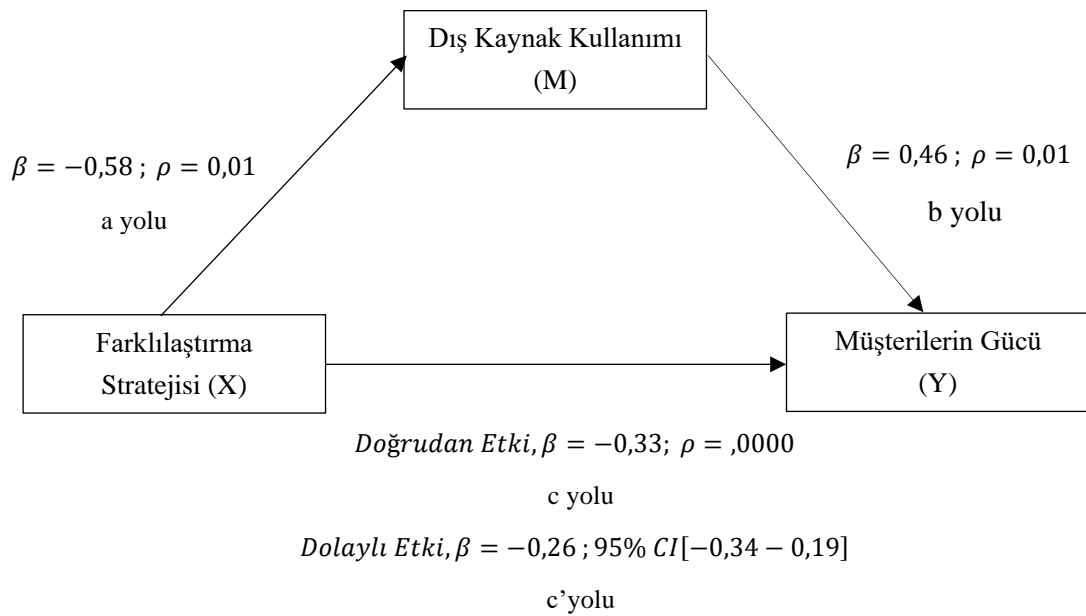 Dış Kaynak Kullanımı
(M)
β = −0,58 ; ρ = 0,01
a yolu
β = 0,46 ; ρ = 0,01
b yolu
Farklılaştırma
Stratejisi (X)
Müşterilerin Gücü
(Y)
Doğrudan Etki, β = −0,33; ρ = ,0000
c yolu
Dolaylı Etki, β = −0,26 ; 95% CI[−0,34 − 0,19]
c’yolu